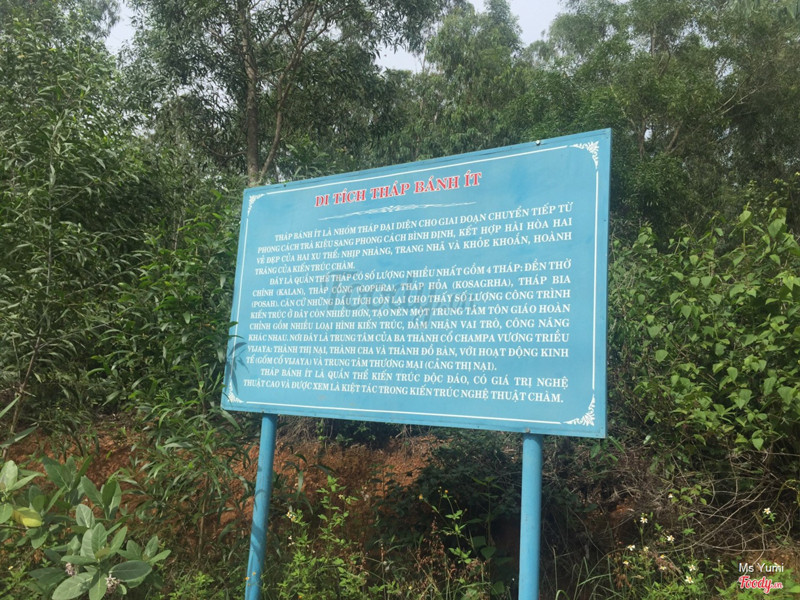 DI TÍCH THÁP BÁNH ÍT
THÁP BÁNH ÍT LÀ NHÓM THÁP ĐẠI DIỆN CHO GIAI ĐOẠN CHUYỂN TIẾP TỪ
PHONG CÁCH TRÀ KIỆU SANG PHONG CÁCH BÌNH ĐỊNH, KẾT HỢP HÀI HÒA HAI
VẺ ĐẸP CỦA HAI XU THẾ: NHỊP NHÀNG, TRANG NHÃ VÀ KHỎE KHOẮN, HOÀNH
TRÁNG CỦA KIẾN TRÚC CHĂM.
ĐÂY LÀ QUẦN THỂ THÁP CÓ SỐ LƯỢNG NHIỀU NHẤT GỒM 4 THÁP: ĐỀN THỜ
CHÍNH (KALAN), THÁP CỔNG (GOPURA), THÁP HỎA (KOSAGRHA), THÁP BIA
(POSAH). CĂN CỨ NHỮNG DẤU TÍCH CÒN LẠI CHO THẤY SỐ LƯỢNG CÔNG TRÌNH
KIẾN TRÚC Ở ĐÂY CÒN NHIỀU HƠN, TẠO NÊN MỘT TRUNG TÂM TÔN GIÁO HOÀN
CHỈNH GỒM NHIỀU LOẠI HÌNH KIẾN TRÚC, ĐẢM NHẬN VAI TRÒ, CÔNG NĂNG
KHÁC NHAU. NƠI ĐÂY LÀ TRUNG TÂM CỦA BA THÀNH CỔ CHAMPA VƯƠNG TRIỀU
VIJAYA: THÀNH THỊ NẠI, THÀNH CHA VÀ THÀNH ĐỒ BÀN, VỚI HOẠT ĐỘNG KINH
TẾ (GỐM CỔ VIJAYA) VÀ TRUNG TÂM THƯƠNG MẠI (CẢNG THỊ NẠI).
THÁP BÁNH ÍT LÀ QUẦN THỂ KIẾN TRÚC ĐỘC ĐÁO, CÓ GIÁ TRỊ NGHỆ
THUẬT CAO VÀ ĐƯỢC XEM LÀ KIỆT TÁC TRONG KIẾN TRÚC NGHỆ THUẬT CHĂM.
Ms Yumi
Foody.vn